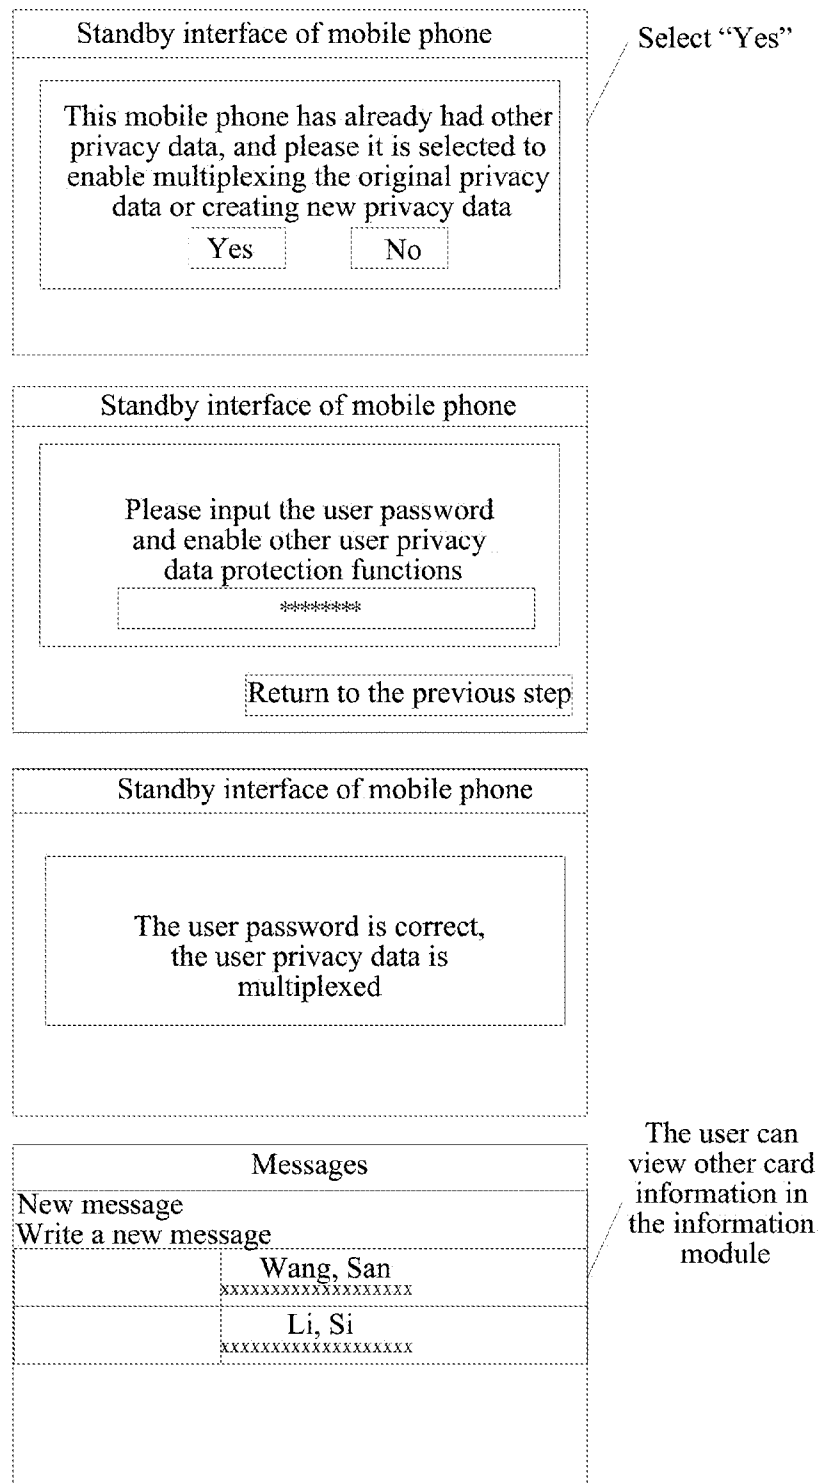 Standby interface of mobile phone
Select “Yes”
This mobile phone has already had other
privacy data, and please it is selected to
enable multiplexing the original privacy
data or creating new privacy data
Yes No
Standby interface of mobile phone
Please input the user password
and enable other user privacy
data protection functions
********
Return to the previous step
Standby interface of mobile phone
The user password is correct,
the user privacy data is
multiplexed
Messages
New message
Write a new message
Wang, San
xxxxxxxxxxxxxxxxxxx
Li, Si
xxxxxxxxxxxxxxxxxxx
The user can
view other card
information in
the information
module